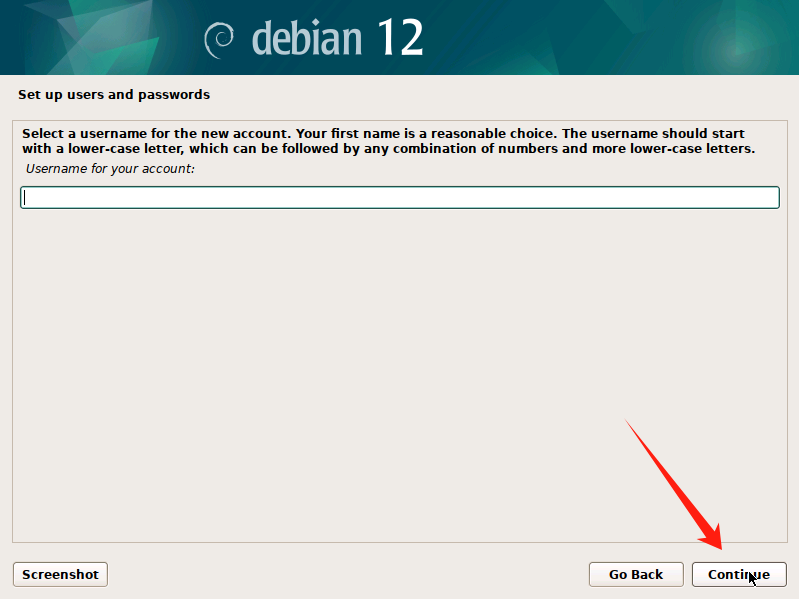 debian 12
Set up users and passwords
Select a username for the new account. Your first name is a reasonable choice. The username should start
with a lower-case letter, which can be followed by any combination of numbers and more lower-case letters.
Username for your account:
Screenshot
Go Back
Continue